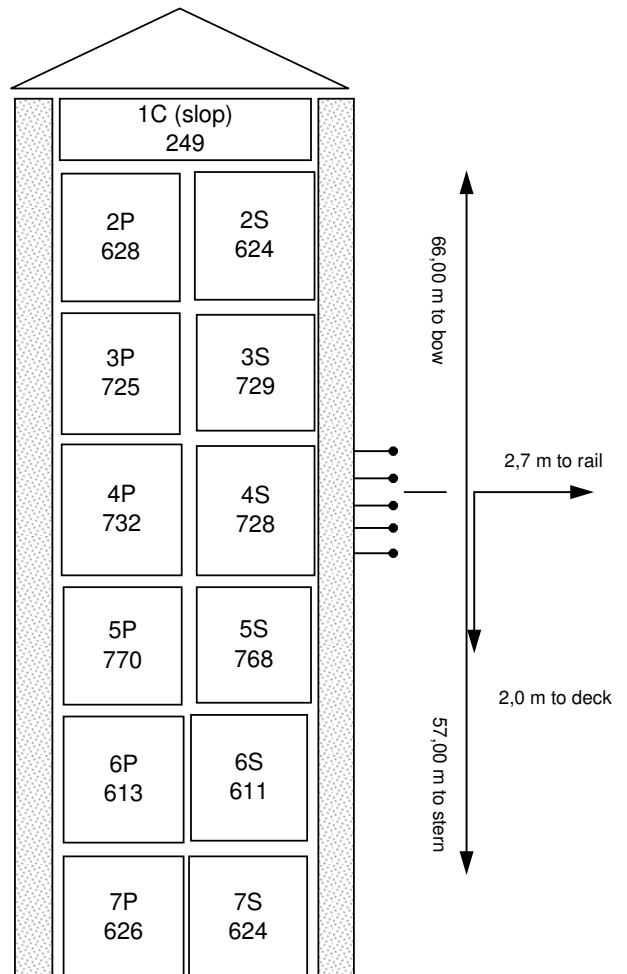 1C (slop)
249
2P
628
2S
624
66,00 m to bow
3P
725
3S
729
2,7 m to rail
4P
732
4S
728
5P
770
5S
768
2,0 m to deck
57,00 m to stern
6P
613
6S
611
7P
626
7S
624